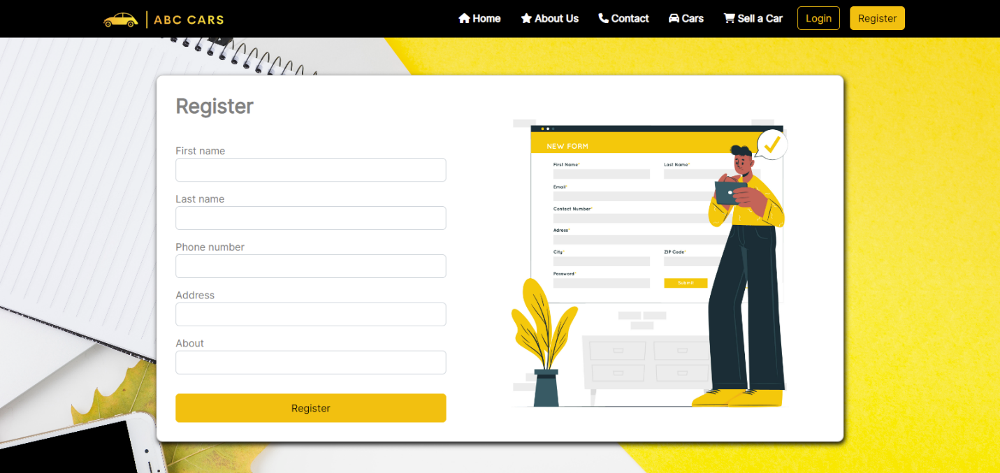 ABC CARS
Home
About Us
Contact
Cars
Sell a Car
Login
Register
Register
First name
Last name
Phone number
Address
About
Register
NEW FORM
First Name*
Last Name*
Email*
Contact Number*
Adress*
City*
ZIP Code*
Password*
Submit